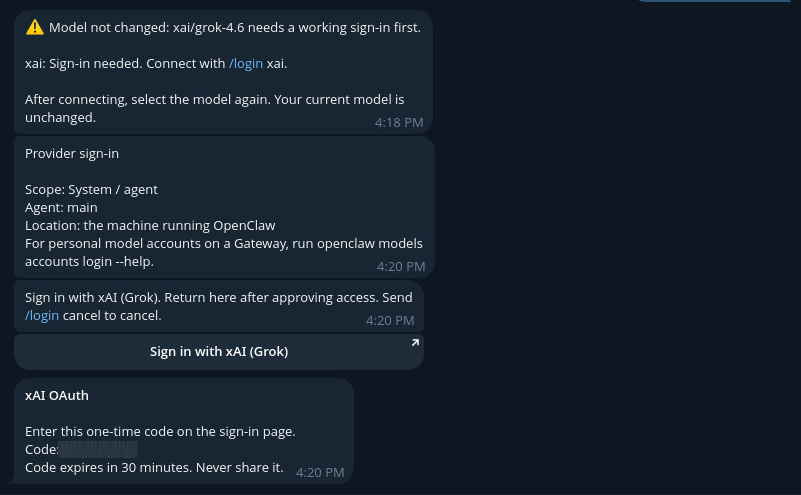 ⚠️ Model not changed: xai/grok-4.6 needs a working sign-in first.
xai: Sign-in needed. Connect with /login xai.
After connecting, select the model again. Your current model is
unchanged.
4:18 PM
Provider sign-in
Scope: System / agent
Agent: main
Location: the machine running OpenClaw
For personal model accounts on a Gateway, run openclaw models
accounts login --help.
4:20 PM
Sign in with xAI (Grok). Return here after approving access. Send
/login cancel to cancel.
4:20 PM
Sign in with xAI (Grok)
xAI OAuth
Enter this one-time code on the sign-in page.
Code:
Code expires in 30 minutes. Never share it.
4:20 PM